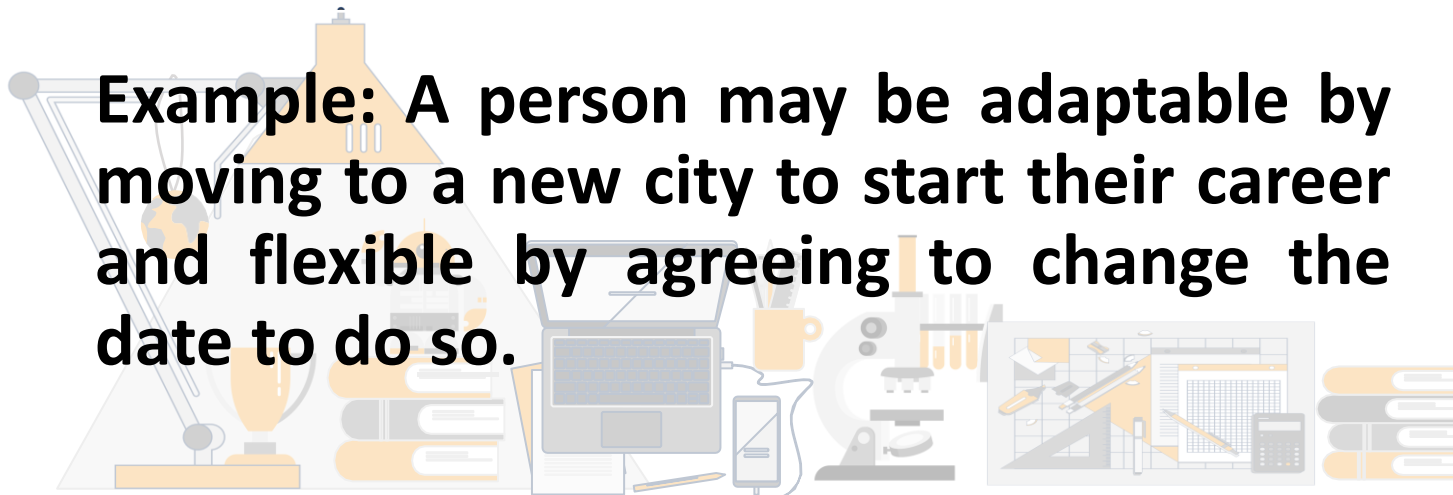 Example: A person may be adaptable by
moving to a new city to start their career
and flexible by agreeing to change the
date to do so.